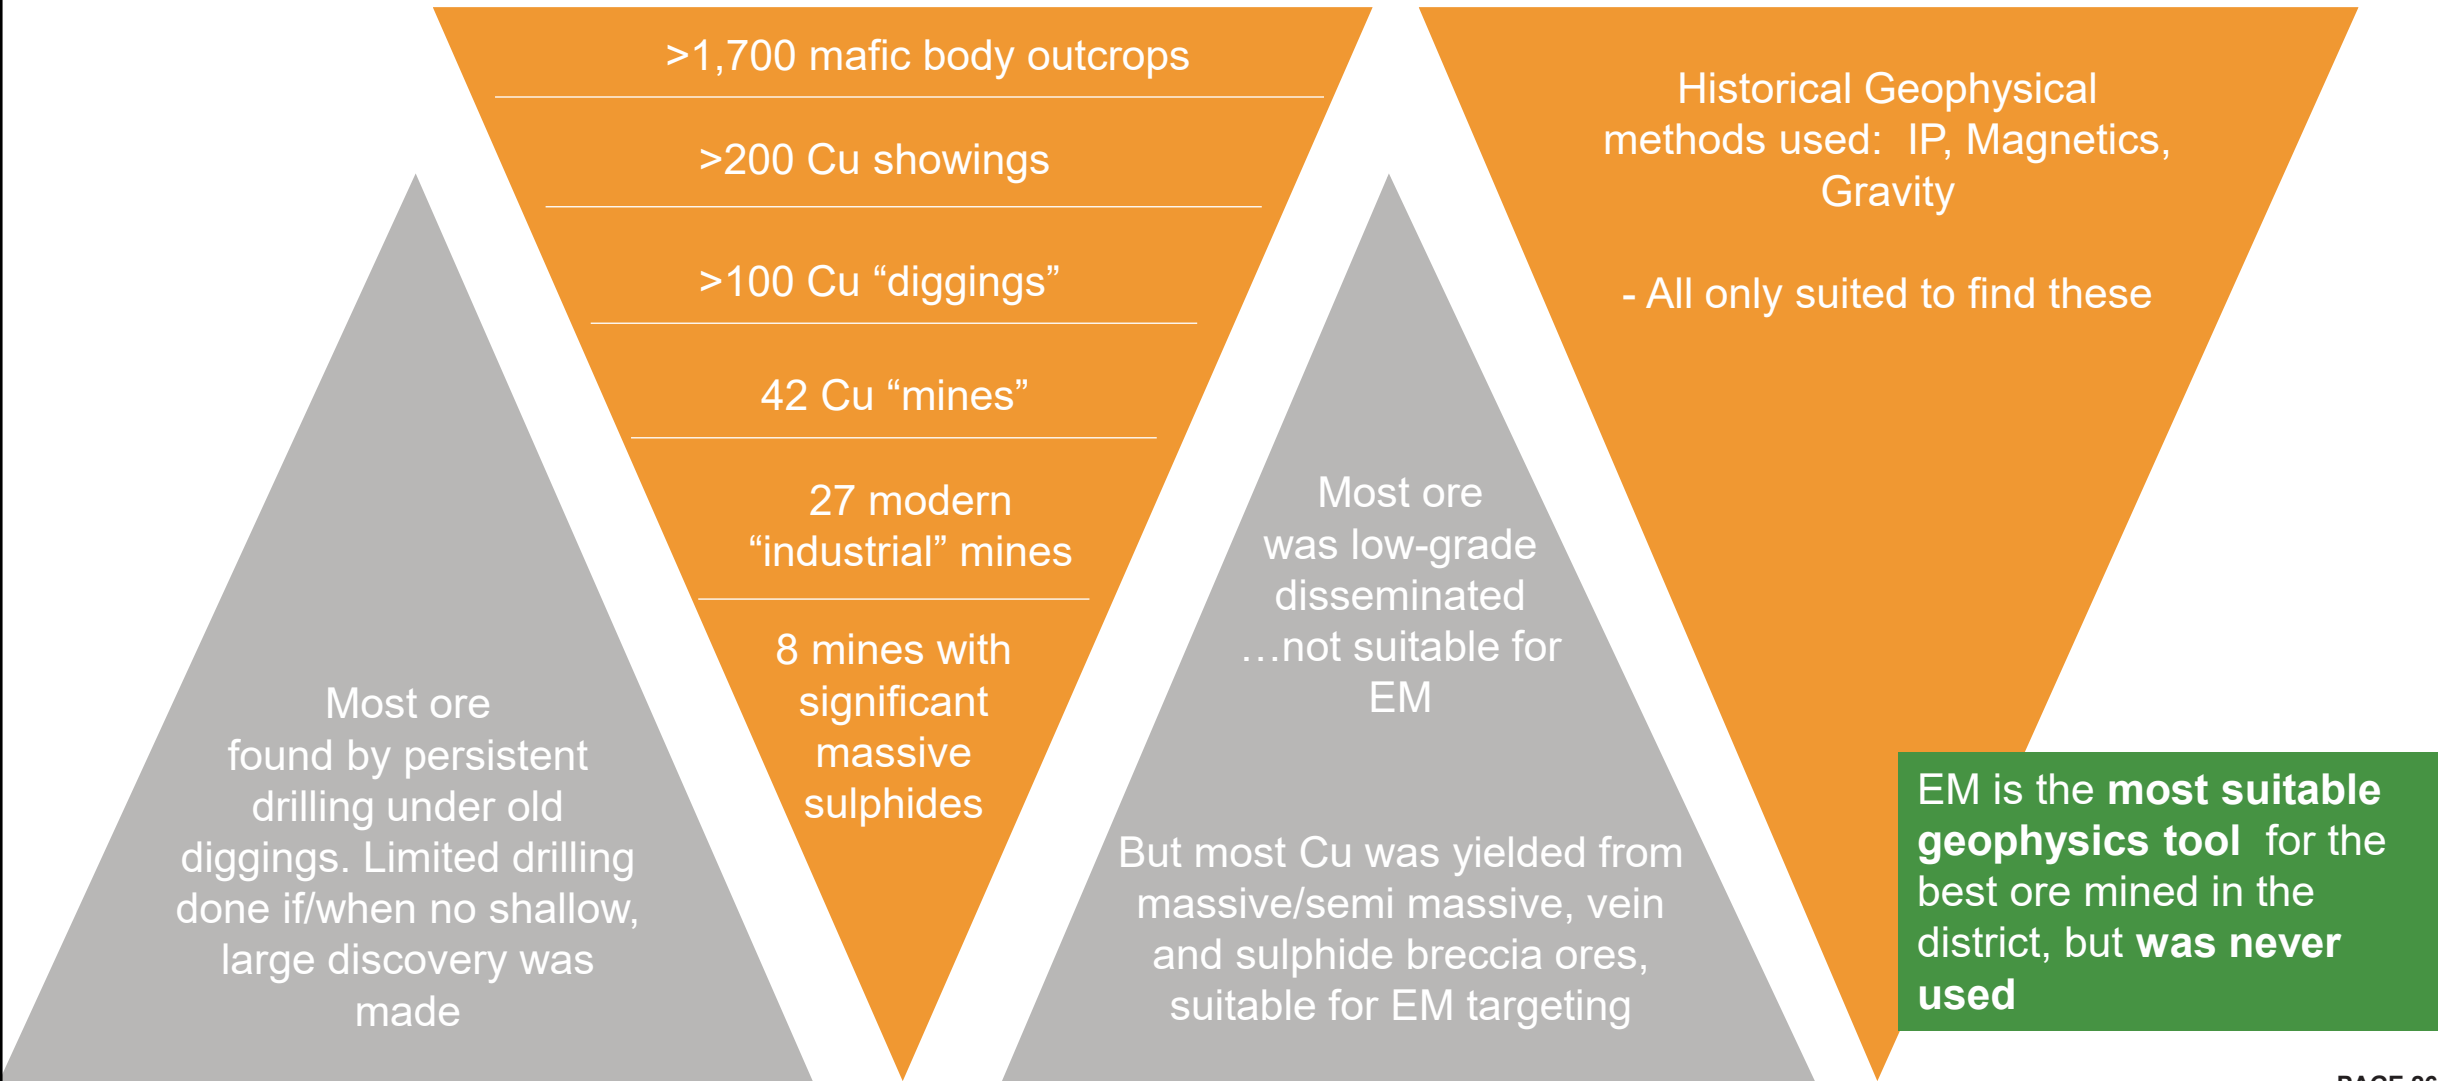 Most ore
found by persistent
drilling under old
diggings. Limited drilling
done if/when no shallow,
large discovery was
made
>1,700 mafic body outcrops
>200 Cu showings
>100 Cu “diggings”
42 Cu “mines”
27 modern
“industrial” mines
8 mines with
significant
massive
sulphides
Most ore
was low-grade
disseminated
…not suitable for
EM
But most Cu was yielded from
massive/semi massive, vein
and sulphide breccia ores,
suitable for EM targeting
Historical Geophysical
methods used:  IP, Magnetics,
Gravity
- All only suited to find these
EM is the most suitable
geophysics tool  for the
best ore mined in the
district, but was never
used